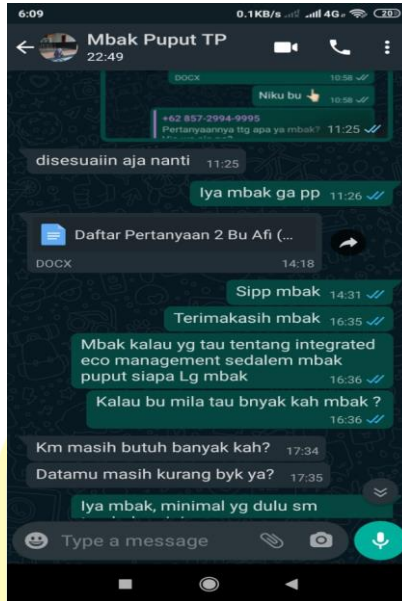 6:09 0.1KB/s 4G 20
Mbak Puput TP
22:49
DOCX 10:58
Niku bu 👆 10:58
+62 857-2994-9995
Pertanyaannya ttg apa ya mbak? 11:25
disesuaiin aja nanti 11:25
Iya mbak ga pp 11:26
Daftar Pertanyaan 2 Bu Afi (...
DOCX 14:18
Sipp mbak 14:31
Terimakasih mbak 16:35
Mbak kalau yg tau tentang integrated
eco management sedalem mbak
puput siapa Lg mbak 16:36
Kalau bu mila tau bnyak kah mbak ?
16:36
Km masih butuh banyak kah? 17:34
Datamu masih kurang byk ya? 17:35
Iya mbak, minimal yg dulu sm
Type a message